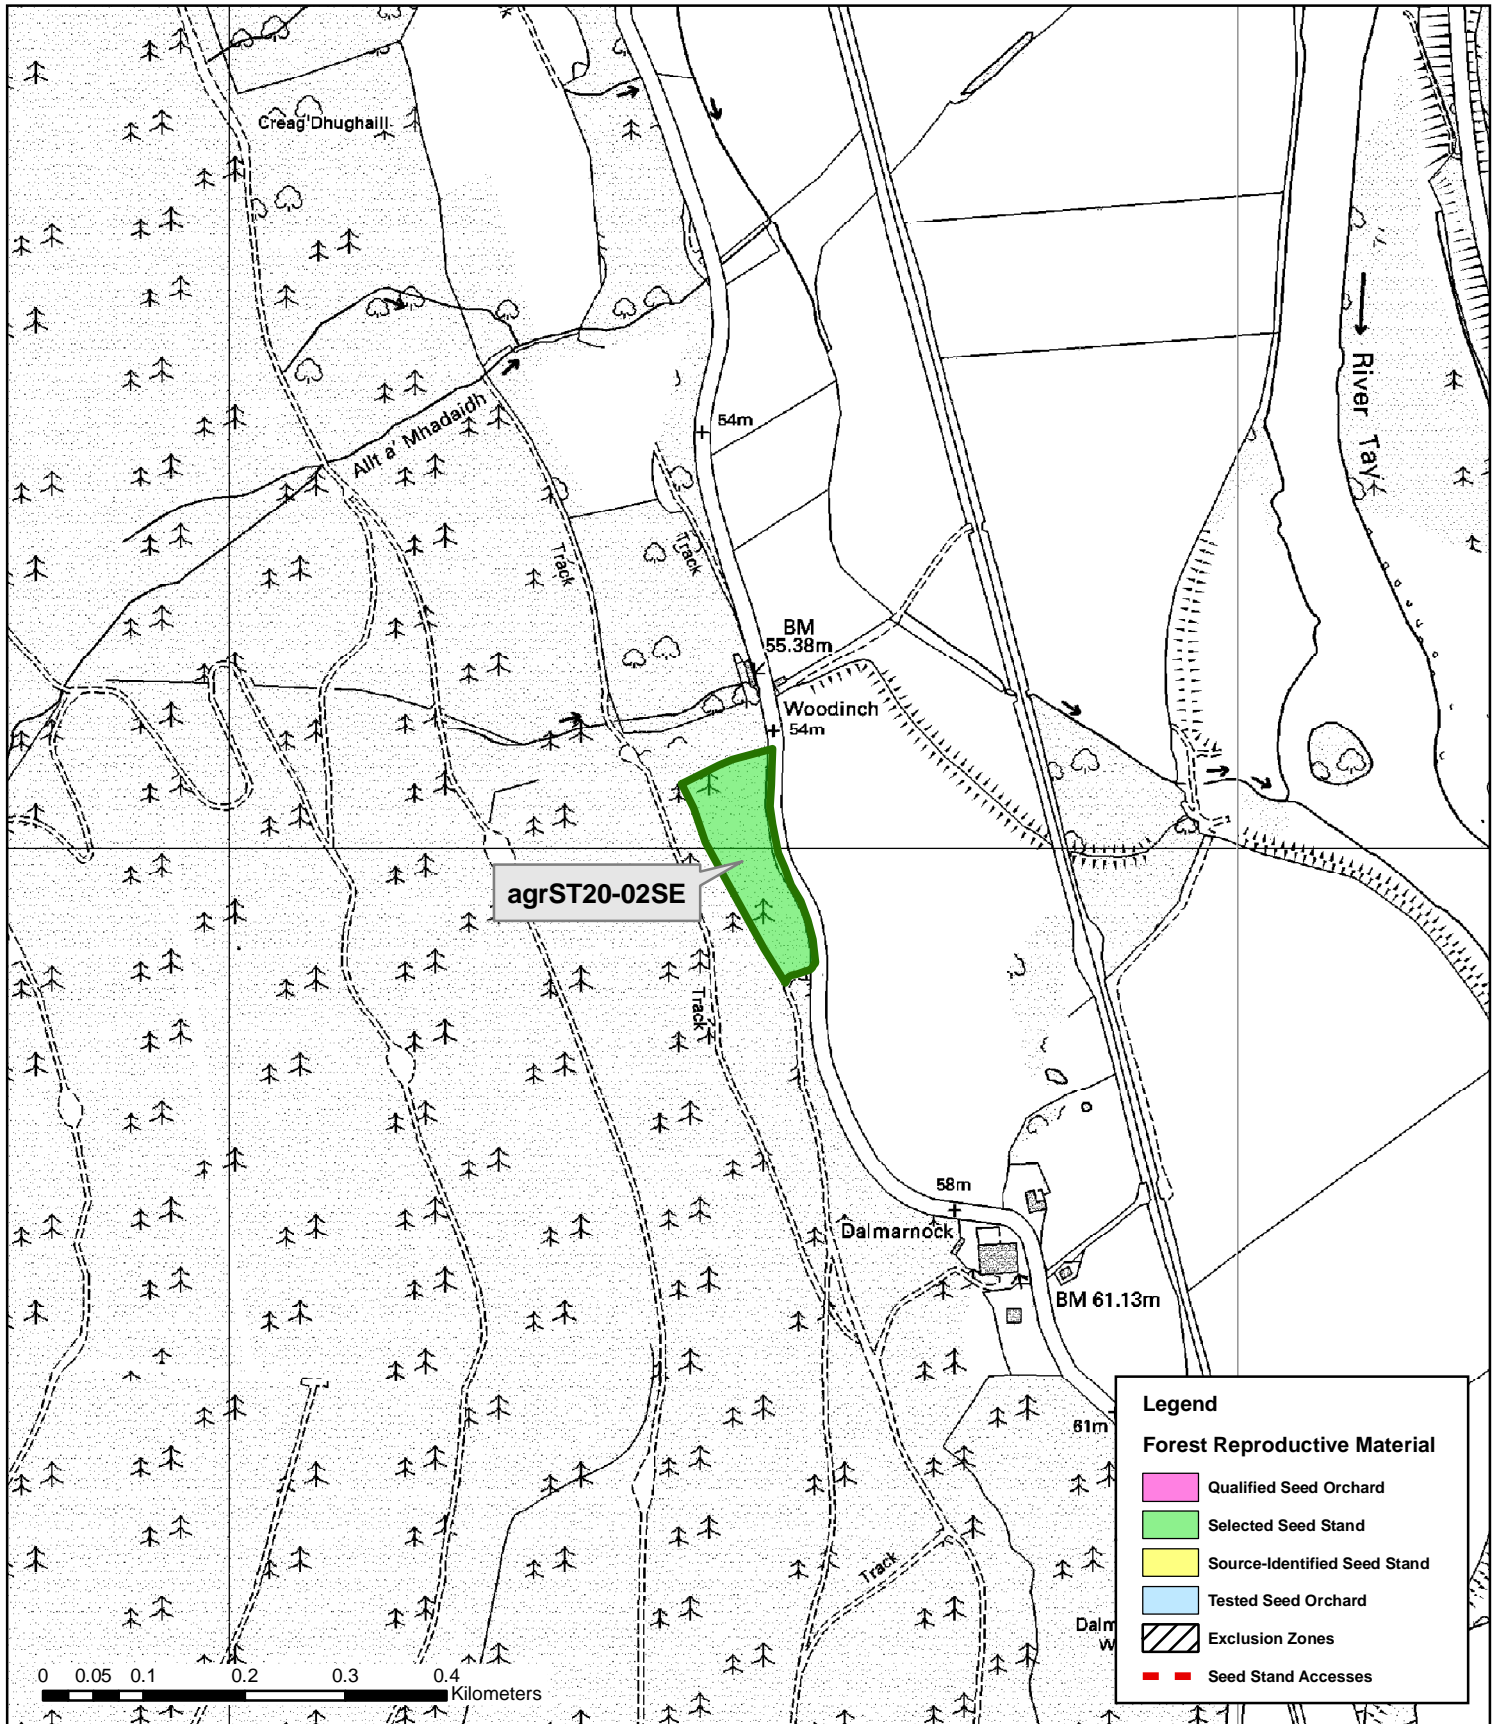 Creag Dhughaill
Allt a' Mhadaidh
54m
River Tay
Track
Track
BM
55.38m
Woodinch
54m
agrST20-02SE
Track
58m
Dalmarnock
BM 61.13m
61m
Track
Legend
Forest Reproductive Material
Qualified Seed Orchard
Selected Seed Stand
Source-Identified Seed Stand
Tested Seed Orchard
Exclusion Zones
Seed Stand Accesses
Dalm
W
0 0.05 0.1 0.2 0.3 0.4
Kilometers